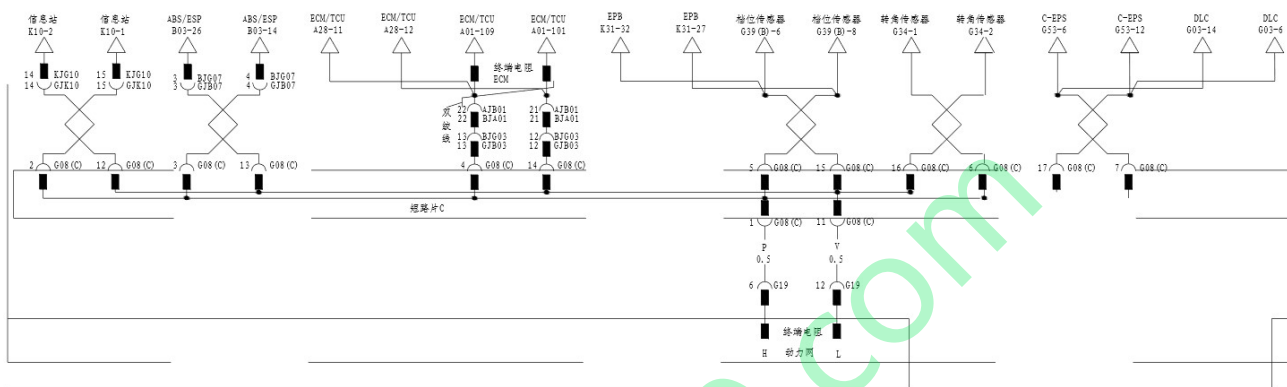 信息站 信息站 ABS/ESP ABS/ESP ECM/TCU ECM/TCU ECM/TCU ECM/TCU EPB EPB 档位传感器 档位传感器 转角传感器 转角传感器 C-EPS C-EPS DLC DLC
K10-2 K10-1 B03-26 B03-14 A28-11 A28-12 A01-109 A01-101 K31-32 K31-27 G39(B)-6 G39(B)-8 G34-1 G34-2 G53-6 G53-12 G03-14 G03-6
终端电阻
ECM
14 KJG10 15 KJG10 3 BJG07 4 BJG07
14 GJK10 15 GJK10 3 GJB07 4 GJB07
双绞线
22 AJB01 21 AJB01
22 BJA01 21 BJA01
13 BJG03 12 BJG03
13 GJB03 12 GJB03
2 G08(C) 12 G08(C) 3 G08(C) 13 G08(C) 4 G08(C) 14 G08(C) 5 G08(C) 15 G08(C) 16 G08(C) 6 G08(C) 17 G08(C) 7 G08(C)
短路片C
1 G08(C) 11 G08(C)
P V
0.5 0.5
6 G19 12 G19
终端电阻
H 动力网 L
com